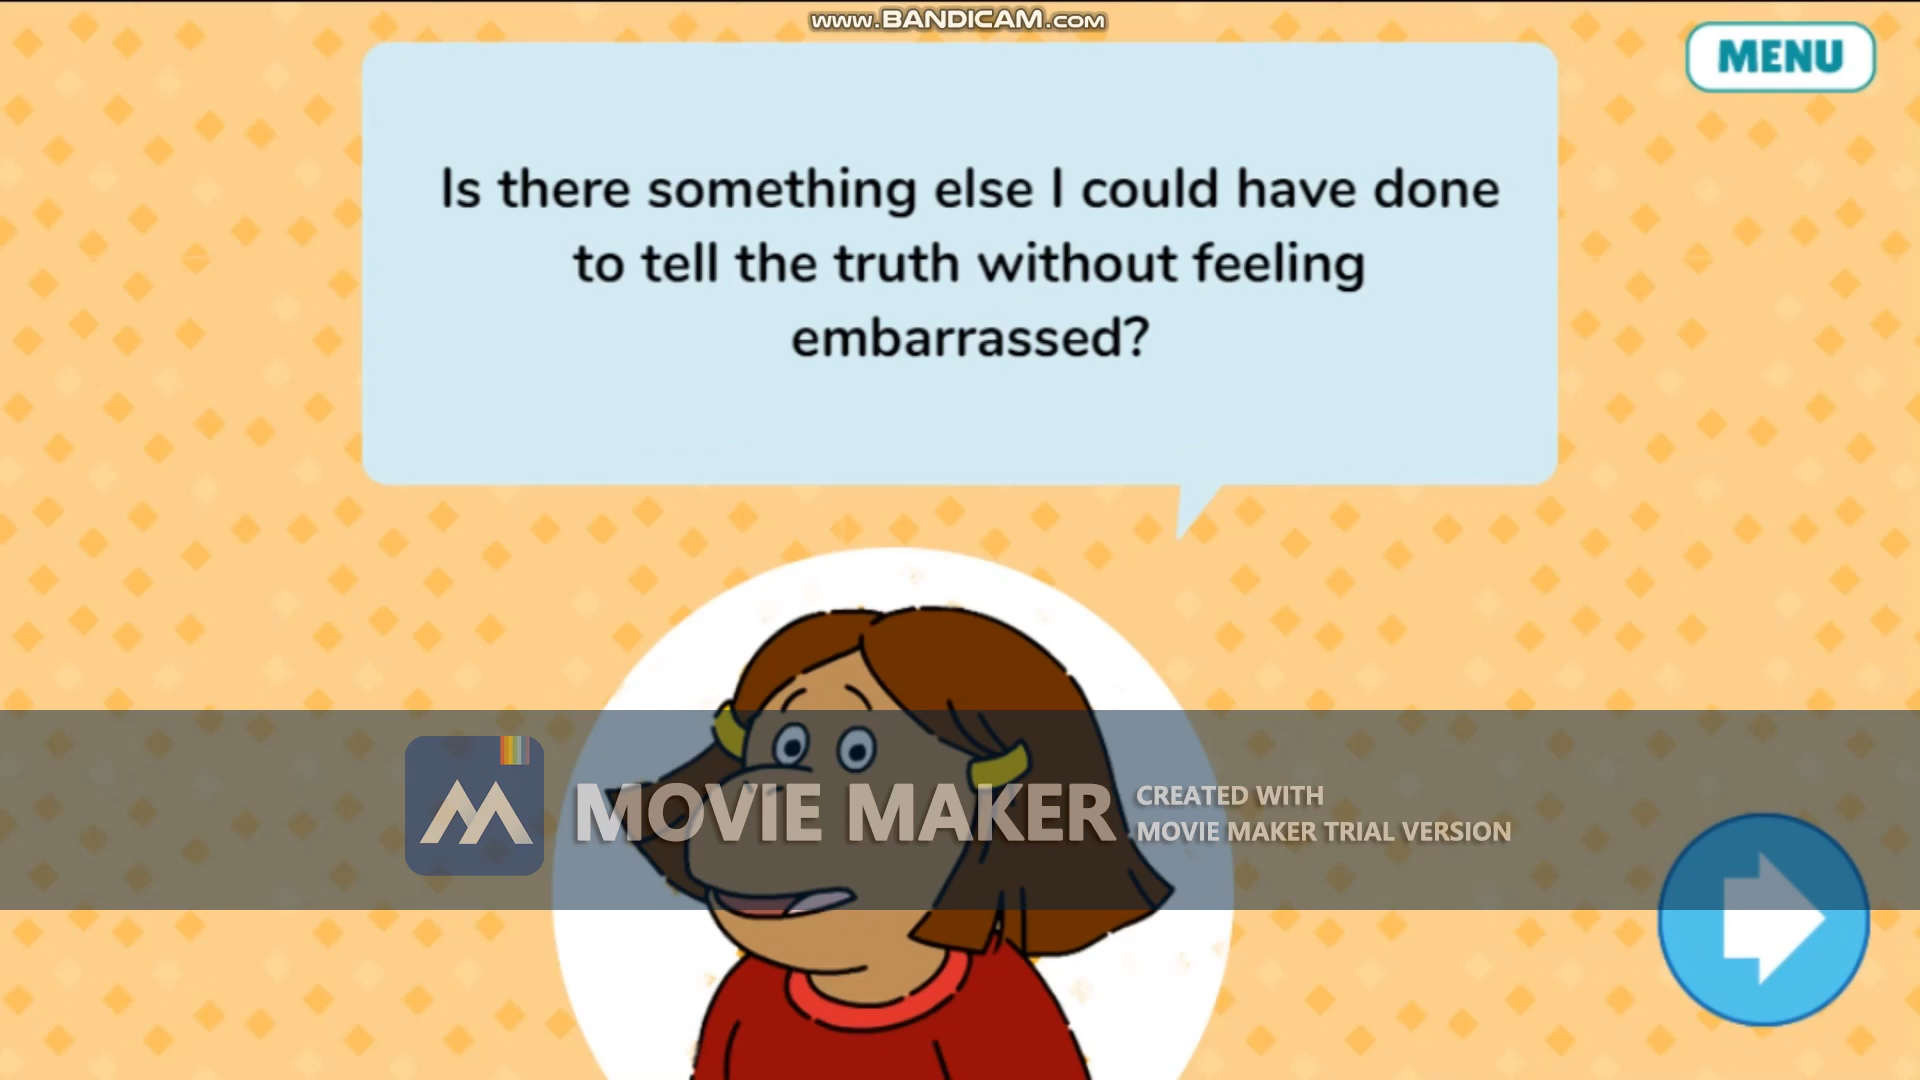 www.BANDICAM.com
MENU
Is there something else I could have done
to tell the truth without feeling
embarrassed?
MOVIE MAKER
CREATED WITH
MOVIE MAKER TRIAL VERSION